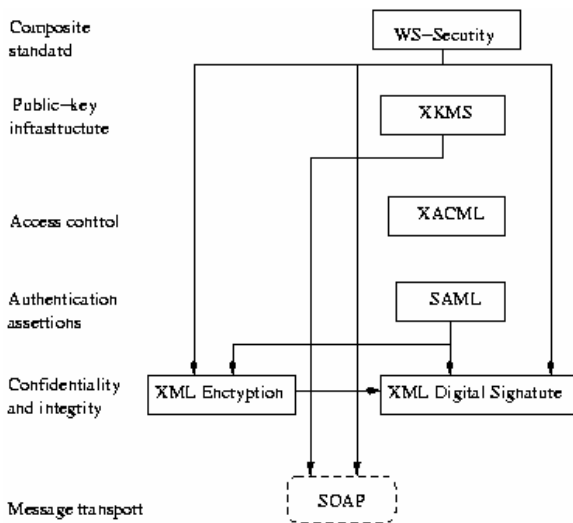 Composite
standard
WS-Security
Public-key
infrastructure
XKMS
Access control
XACML
Authentication
assertions
SAML
Confidentiality
and integrity
XML Encryption
XML Digital Signature
Message transport
SOAP